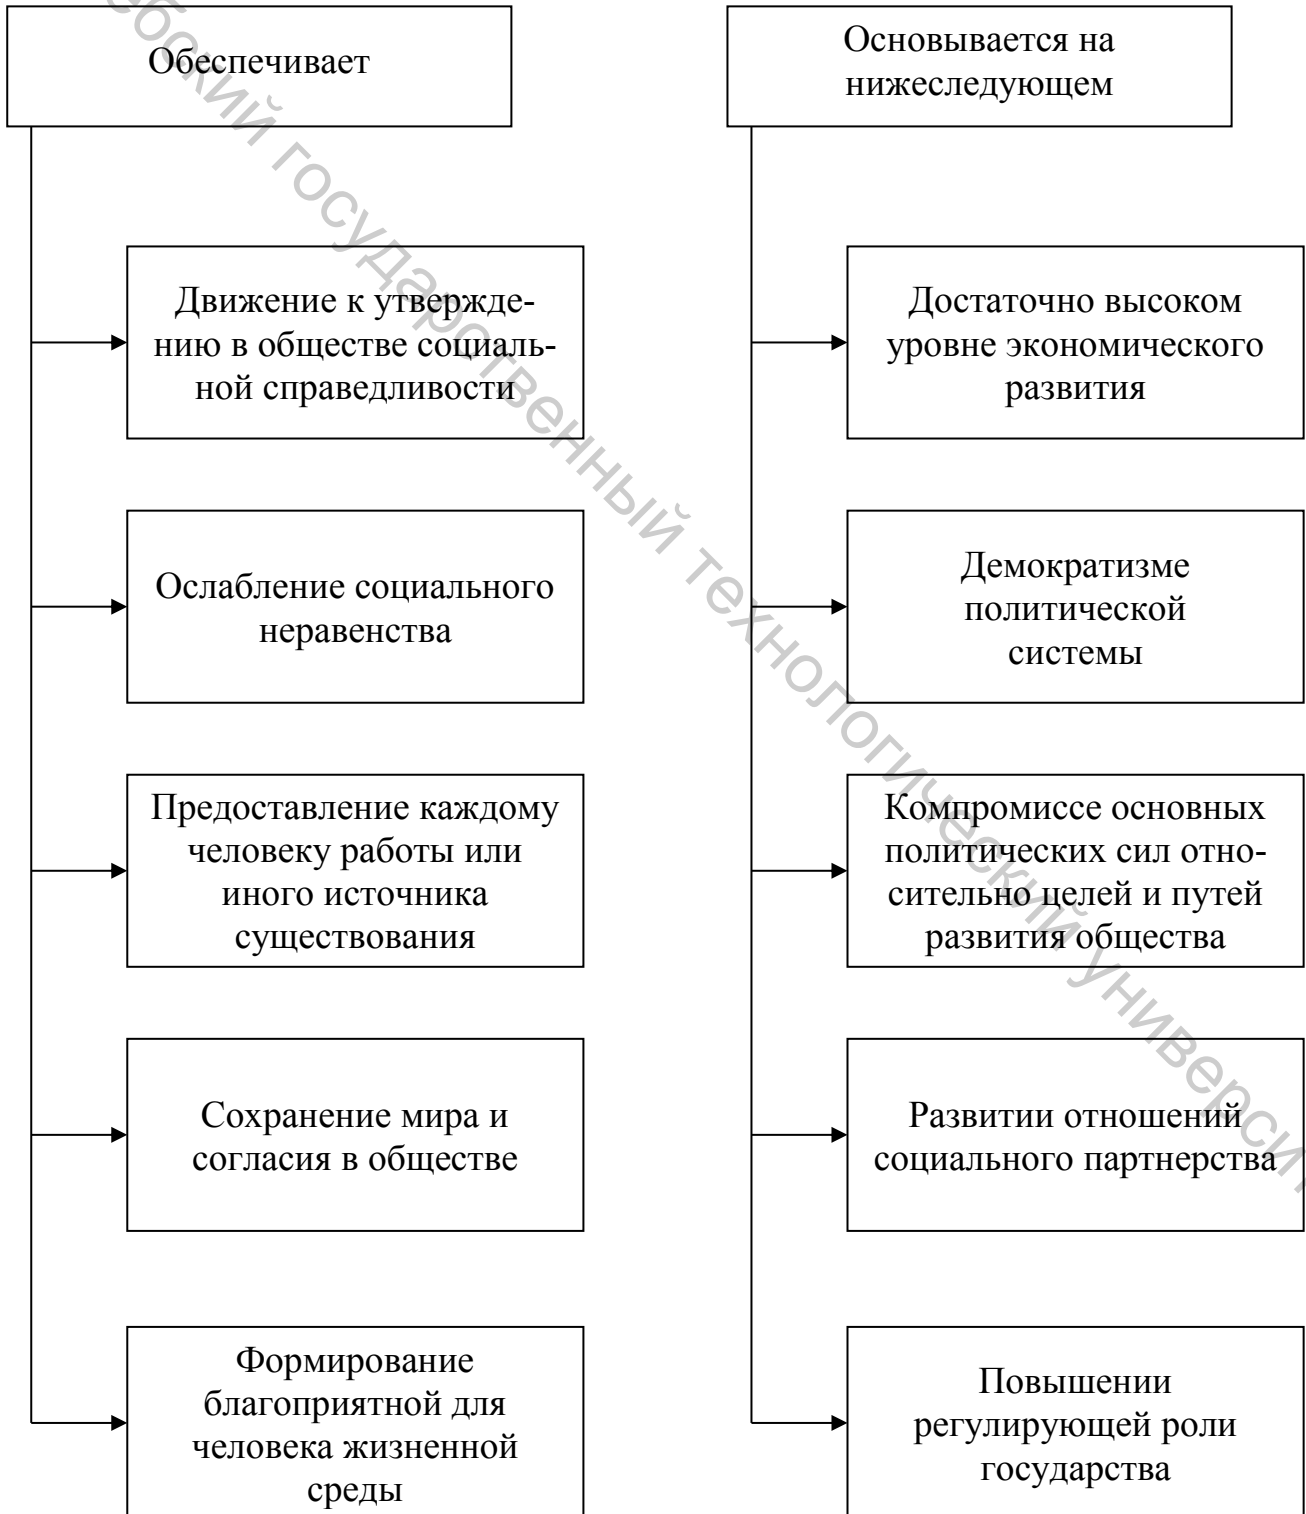 Обеспечивает
Движение к утвержде-
нию в обществе социаль-
ной справедливости
Ослабление социального
неравенства
Предоставление каждому
человеку работы или
иного источника
существования
Сохранение мира и
согласия в обществе
Формирование
благоприятной для
человека жизненной
среды
Основывается на
нижеследующем
Достаточно высоком
уровне экономического
развития
Демократизме
политической
системы
Компромиссе основных
политических сил отно-
сительно целей и путей
развития общества
Развитии отношений
социального партнерства
Повышении
регулирующей роли
государства
государственный технологический